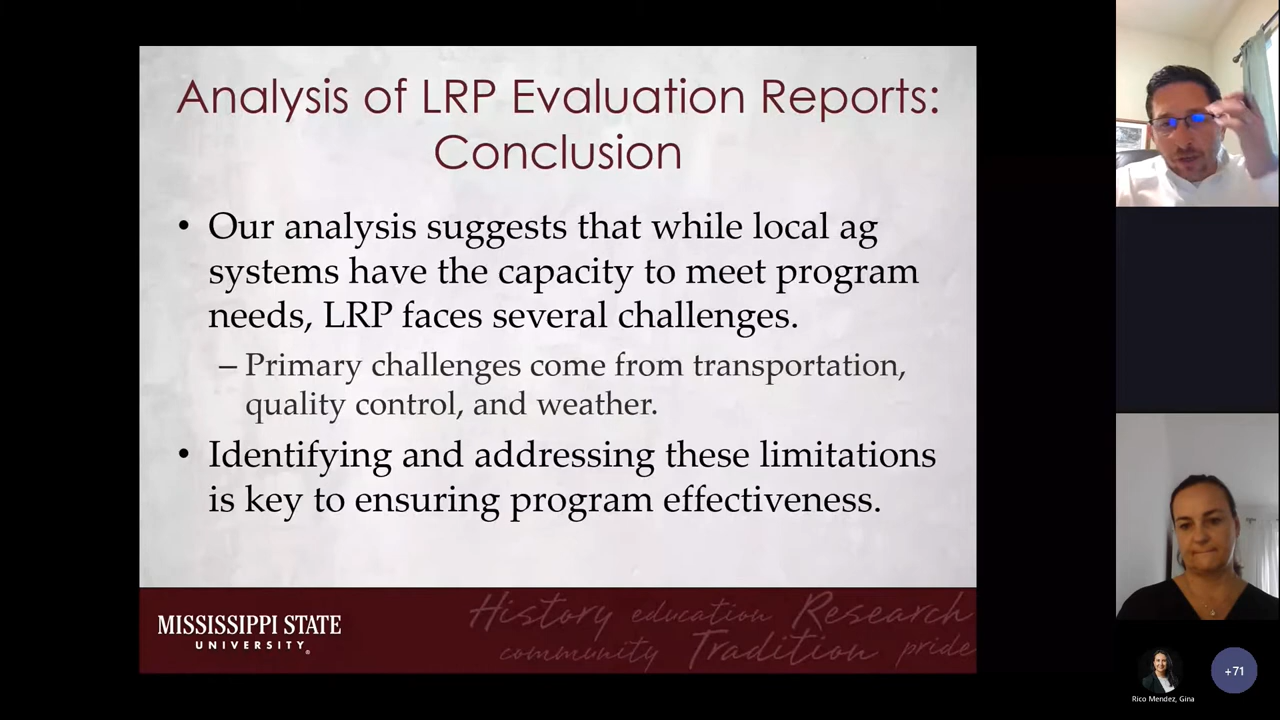 Analysis of LRP Evaluation Reports:
Conclusion
• Our analysis suggests that while local ag
systems have the capacity to meet program
needs, LRP faces several challenges.
– Primary challenges come from transportation,
quality control, and weather.
• Identifying and addressing these limitations
is key to ensuring program effectiveness.
MISSISSIPPI STATE
UNIVERSITY®
History education Research
community Tradition pride
Rico Mendez, Gina
+71